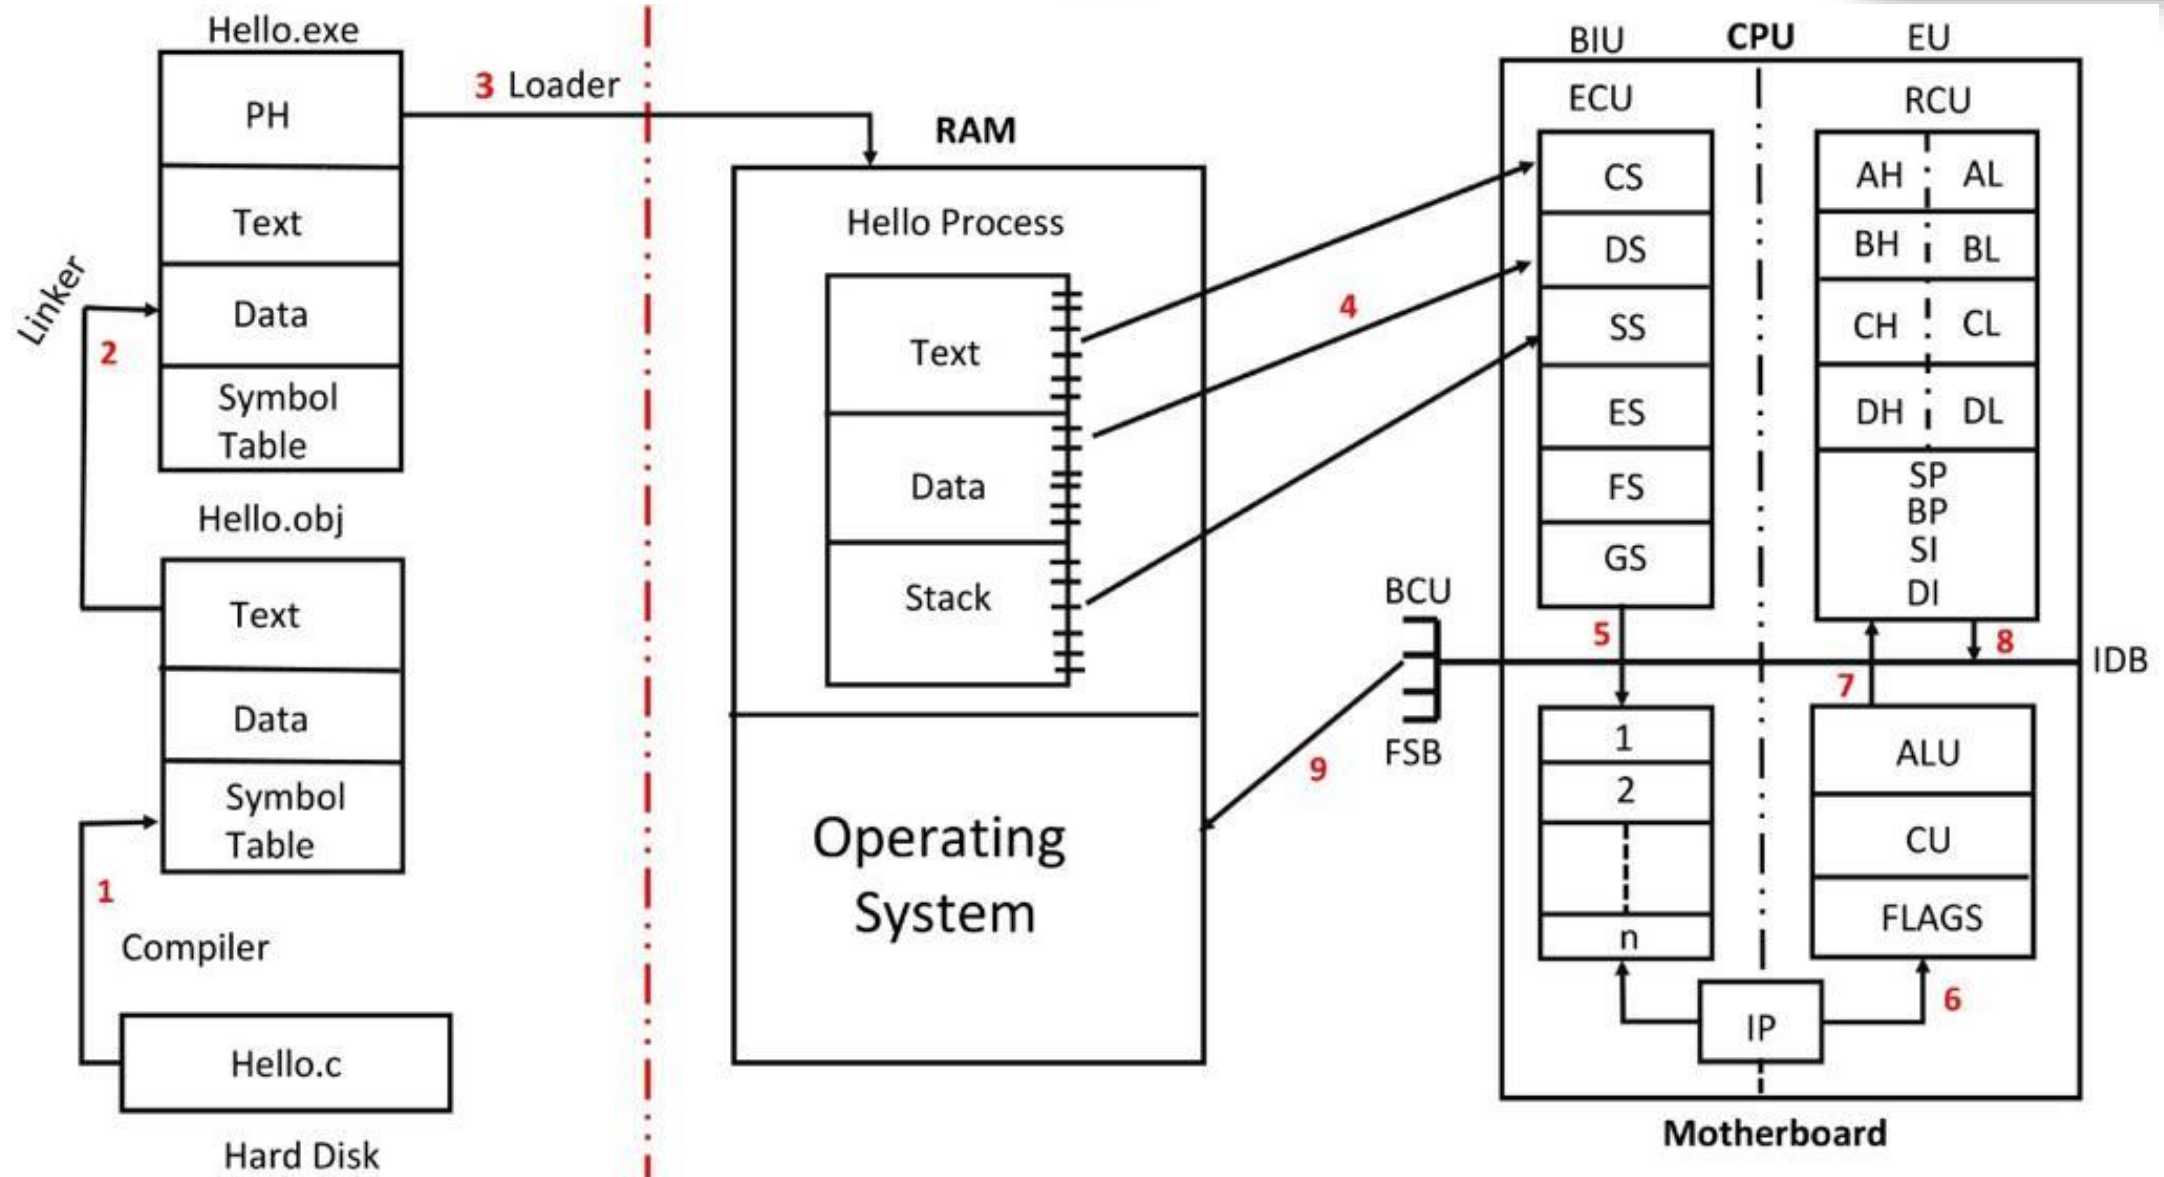 Hello.exe
PH
Text
Data
Symbol
Table
Linker
2
Hello.obj
Text
Data
Symbol
Table
1
Compiler
Hello.c
Hard Disk
3 Loader
RAM
Hello Process
Text
Data
Stack
Operating
System
4
BCU
FSB
9
BIU CPU EU
ECU
CS
DS
SS
ES
FS
GS
5
1
2
n
RCU
AH AL
BH BL
CH CL
DH DL
SP
BP
SI
DI
8
IDB
7
ALU
CU
FLAGS
6
IP
Motherboard